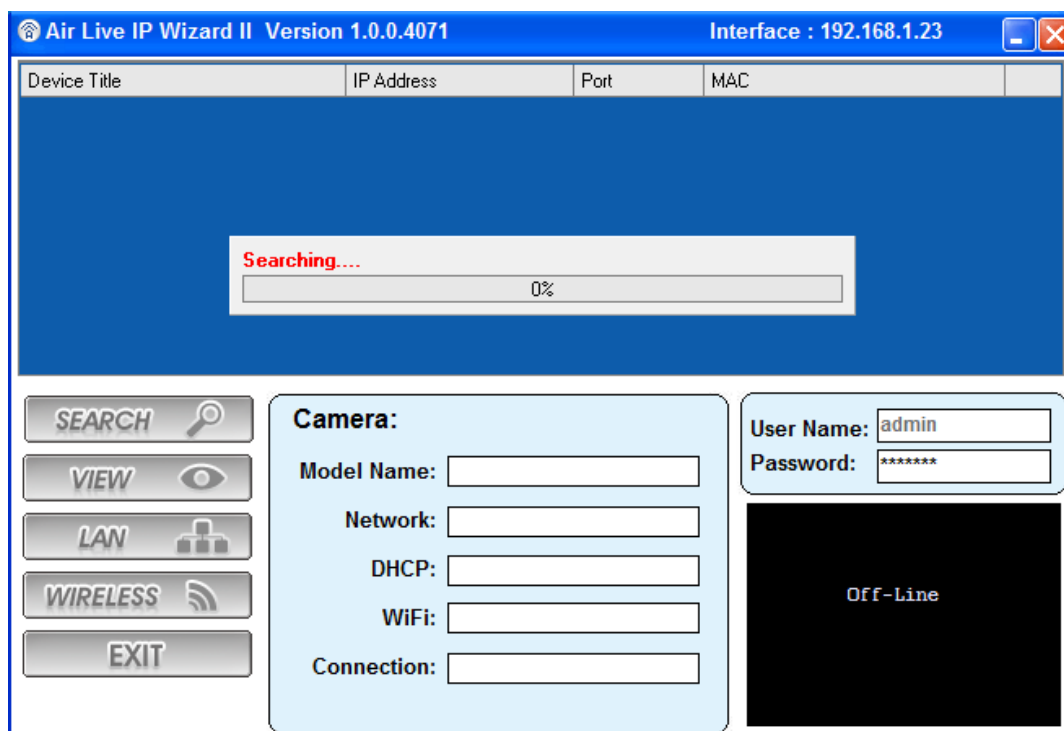 Air Live IP Wizard II Version 1.0.0.4071 Interface : 192.168.1.23
Device Title IP Address Port MAC
Searching....
0%
SEARCH
VIEW
LAN
WIRELESS
EXIT
Camera:
Model Name:
Network:
DHCP:
WiFi:
Connection:
User Name: admin
Password: *******
Off-Line